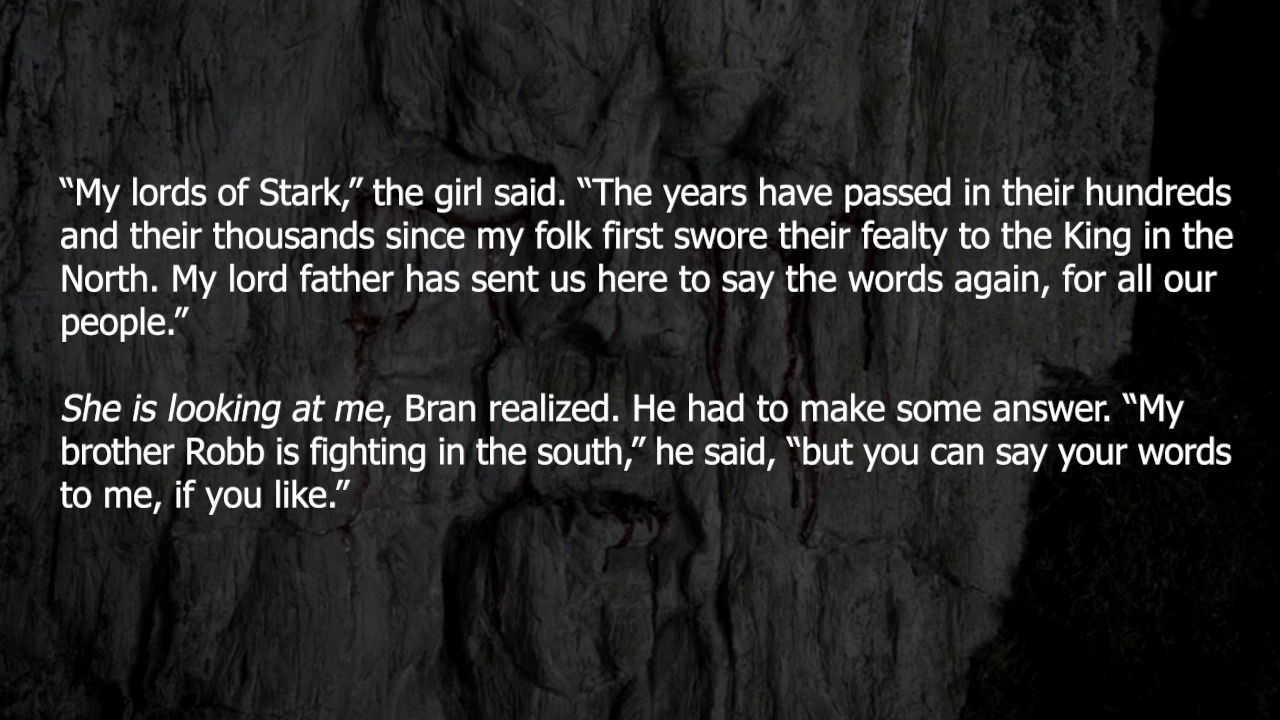 “My lords of Stark,” the girl said. “The years have passed in their hundreds
and their thousands since my folk first swore their fealty to the King in the
North. My lord father has sent us here to say the words again, for all our
people.”
She is looking at me, Bran realized. He had to make some answer. “My
brother Robb is fighting in the south,” he said, “but you can say your words
to me, if you like.”